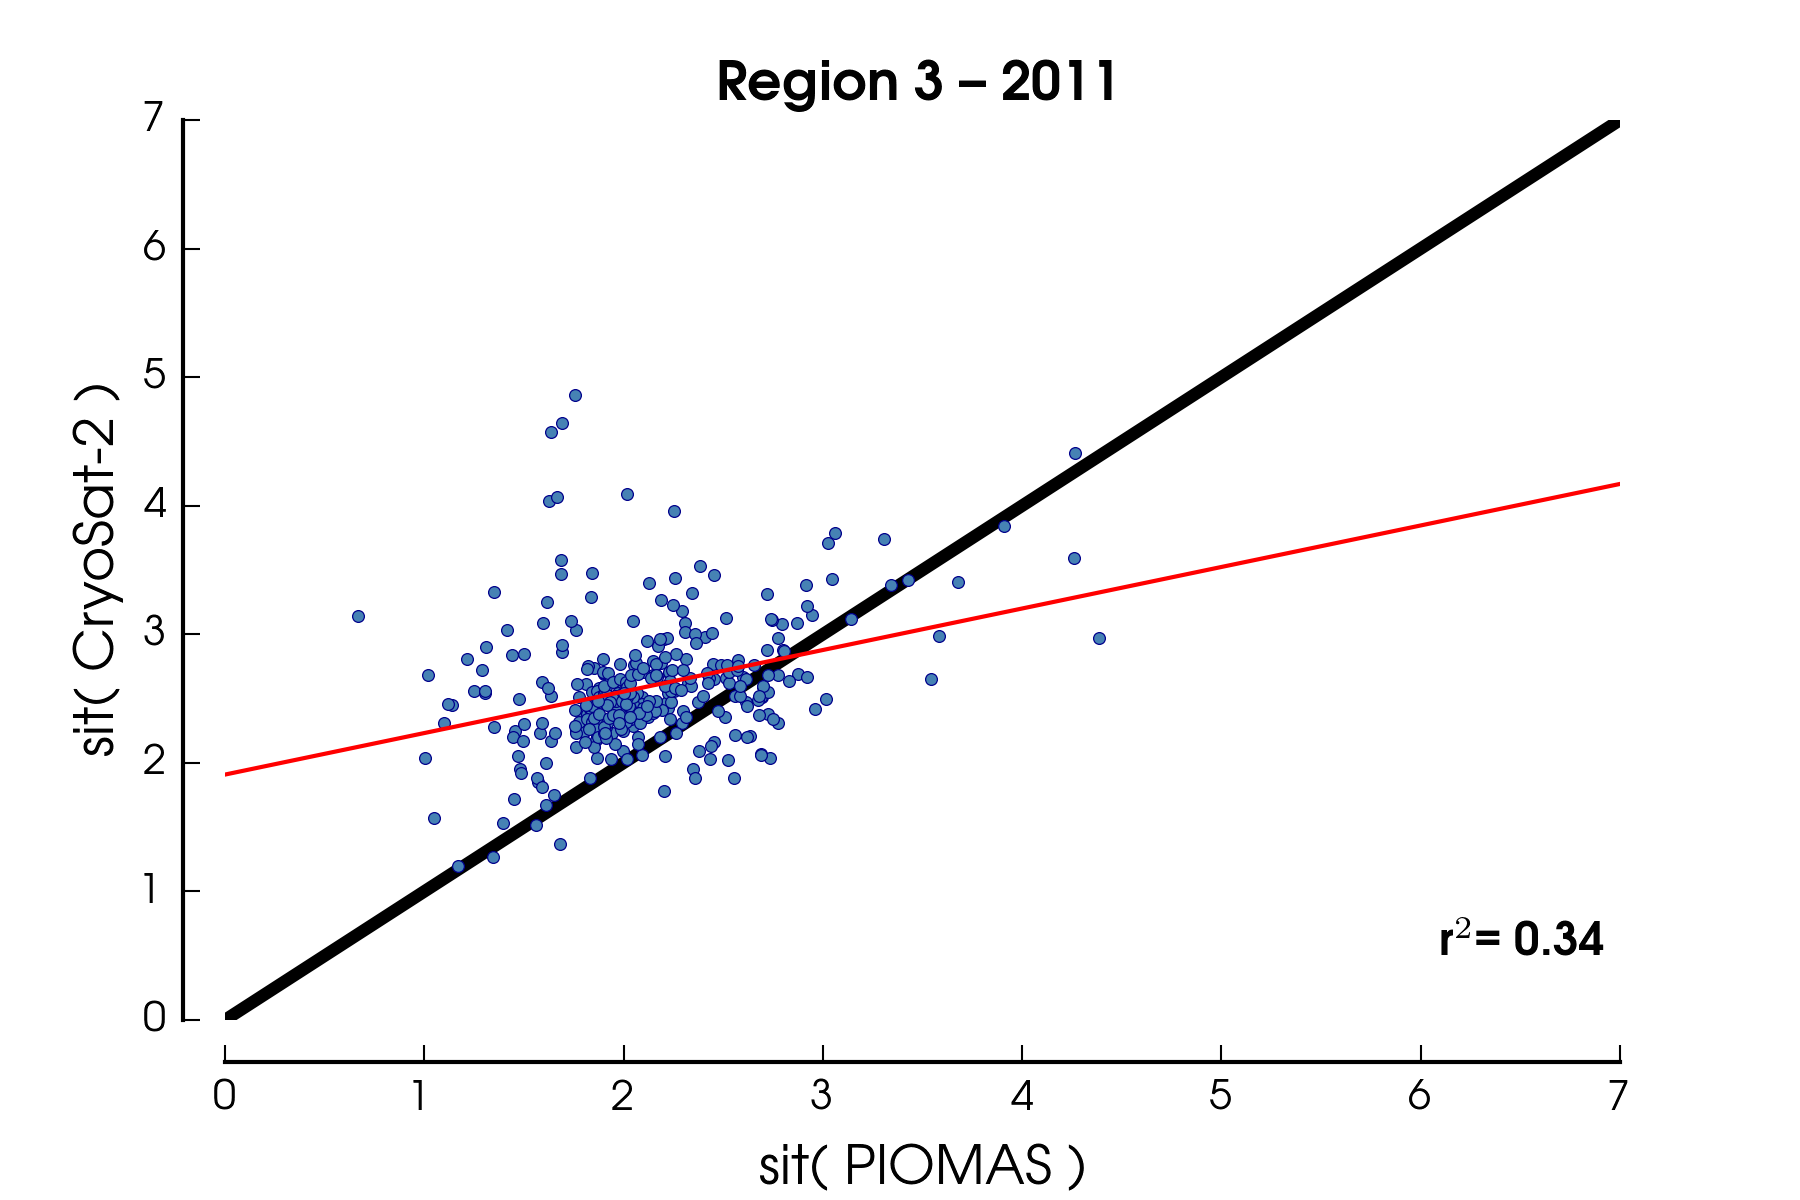 Region 3 – 2011
7
6
5
4
3
2
1
0
sit( CryoSat-2 )
r²= 0.34
0 1 2 3 4 5 6 7
sit( PIOMAS )